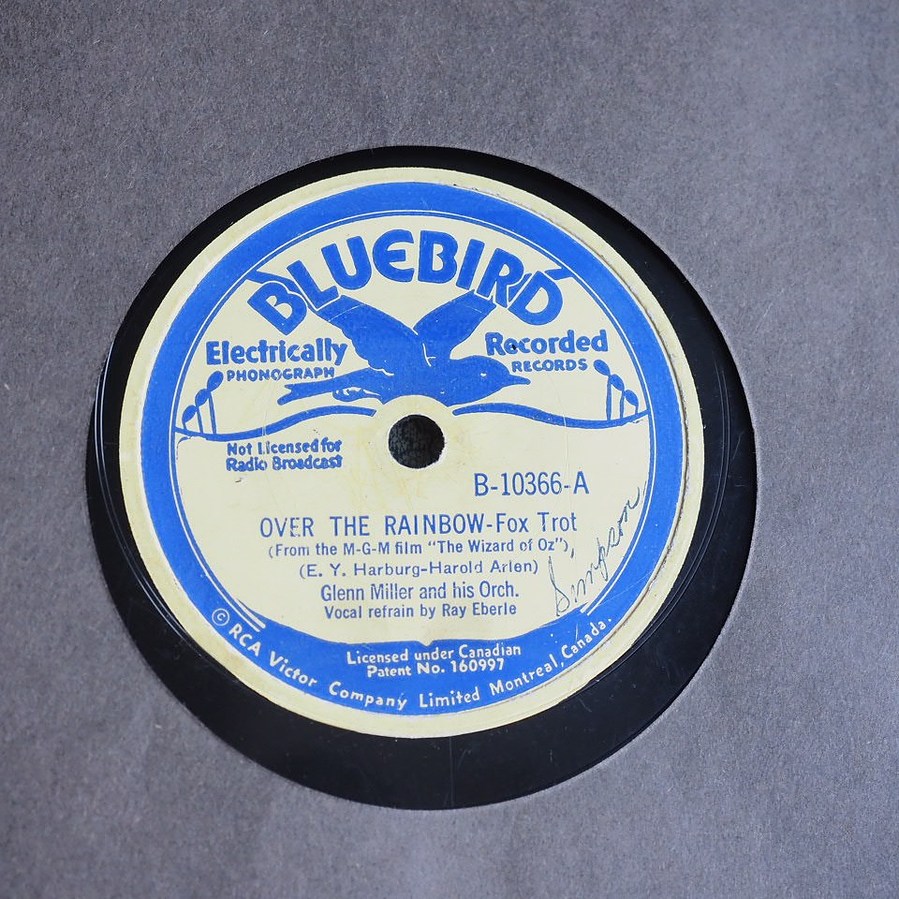 BLUEBIRD
Electrically Recorded
PHONOGRAPH RECORDS
Not Licensed for
Radio Broadcast
B-10366-A
OVER THE RAINBOW-Fox Trot
(From the M-G-M film "The Wizard of Oz"),
(E. Y. Harburg-Harold Arlen)
Glenn Miller and his Orch.
Vocal refrain by Ray Eberle
Simpson
Licensed under Canadian
Patent No. 160997
© RCA Victor Company Limited Montreal, Canada.